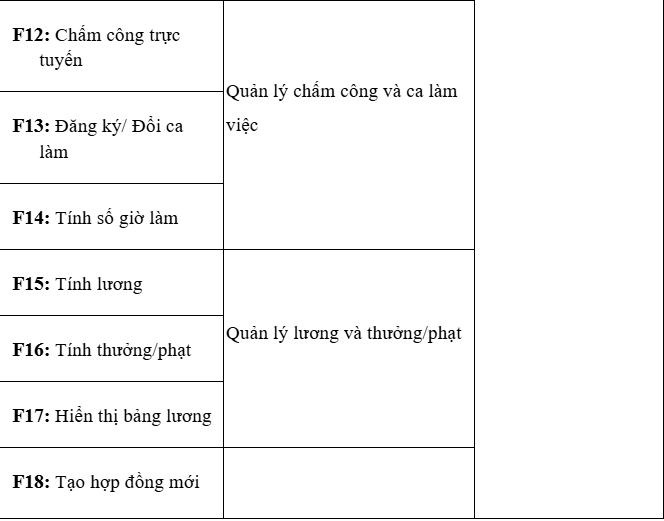 F12: Chấm công trực
tuyến
Quản lý chấm công và ca làm
việc
F13: Đăng ký/ Đổi ca
làm
F14: Tính số giờ làm
F15: Tính lương
Quản lý lương và thưởng/phạt
F16: Tính thưởng/phạt
F17: Hiển thị bảng lương
F18: Tạo hợp đồng mới